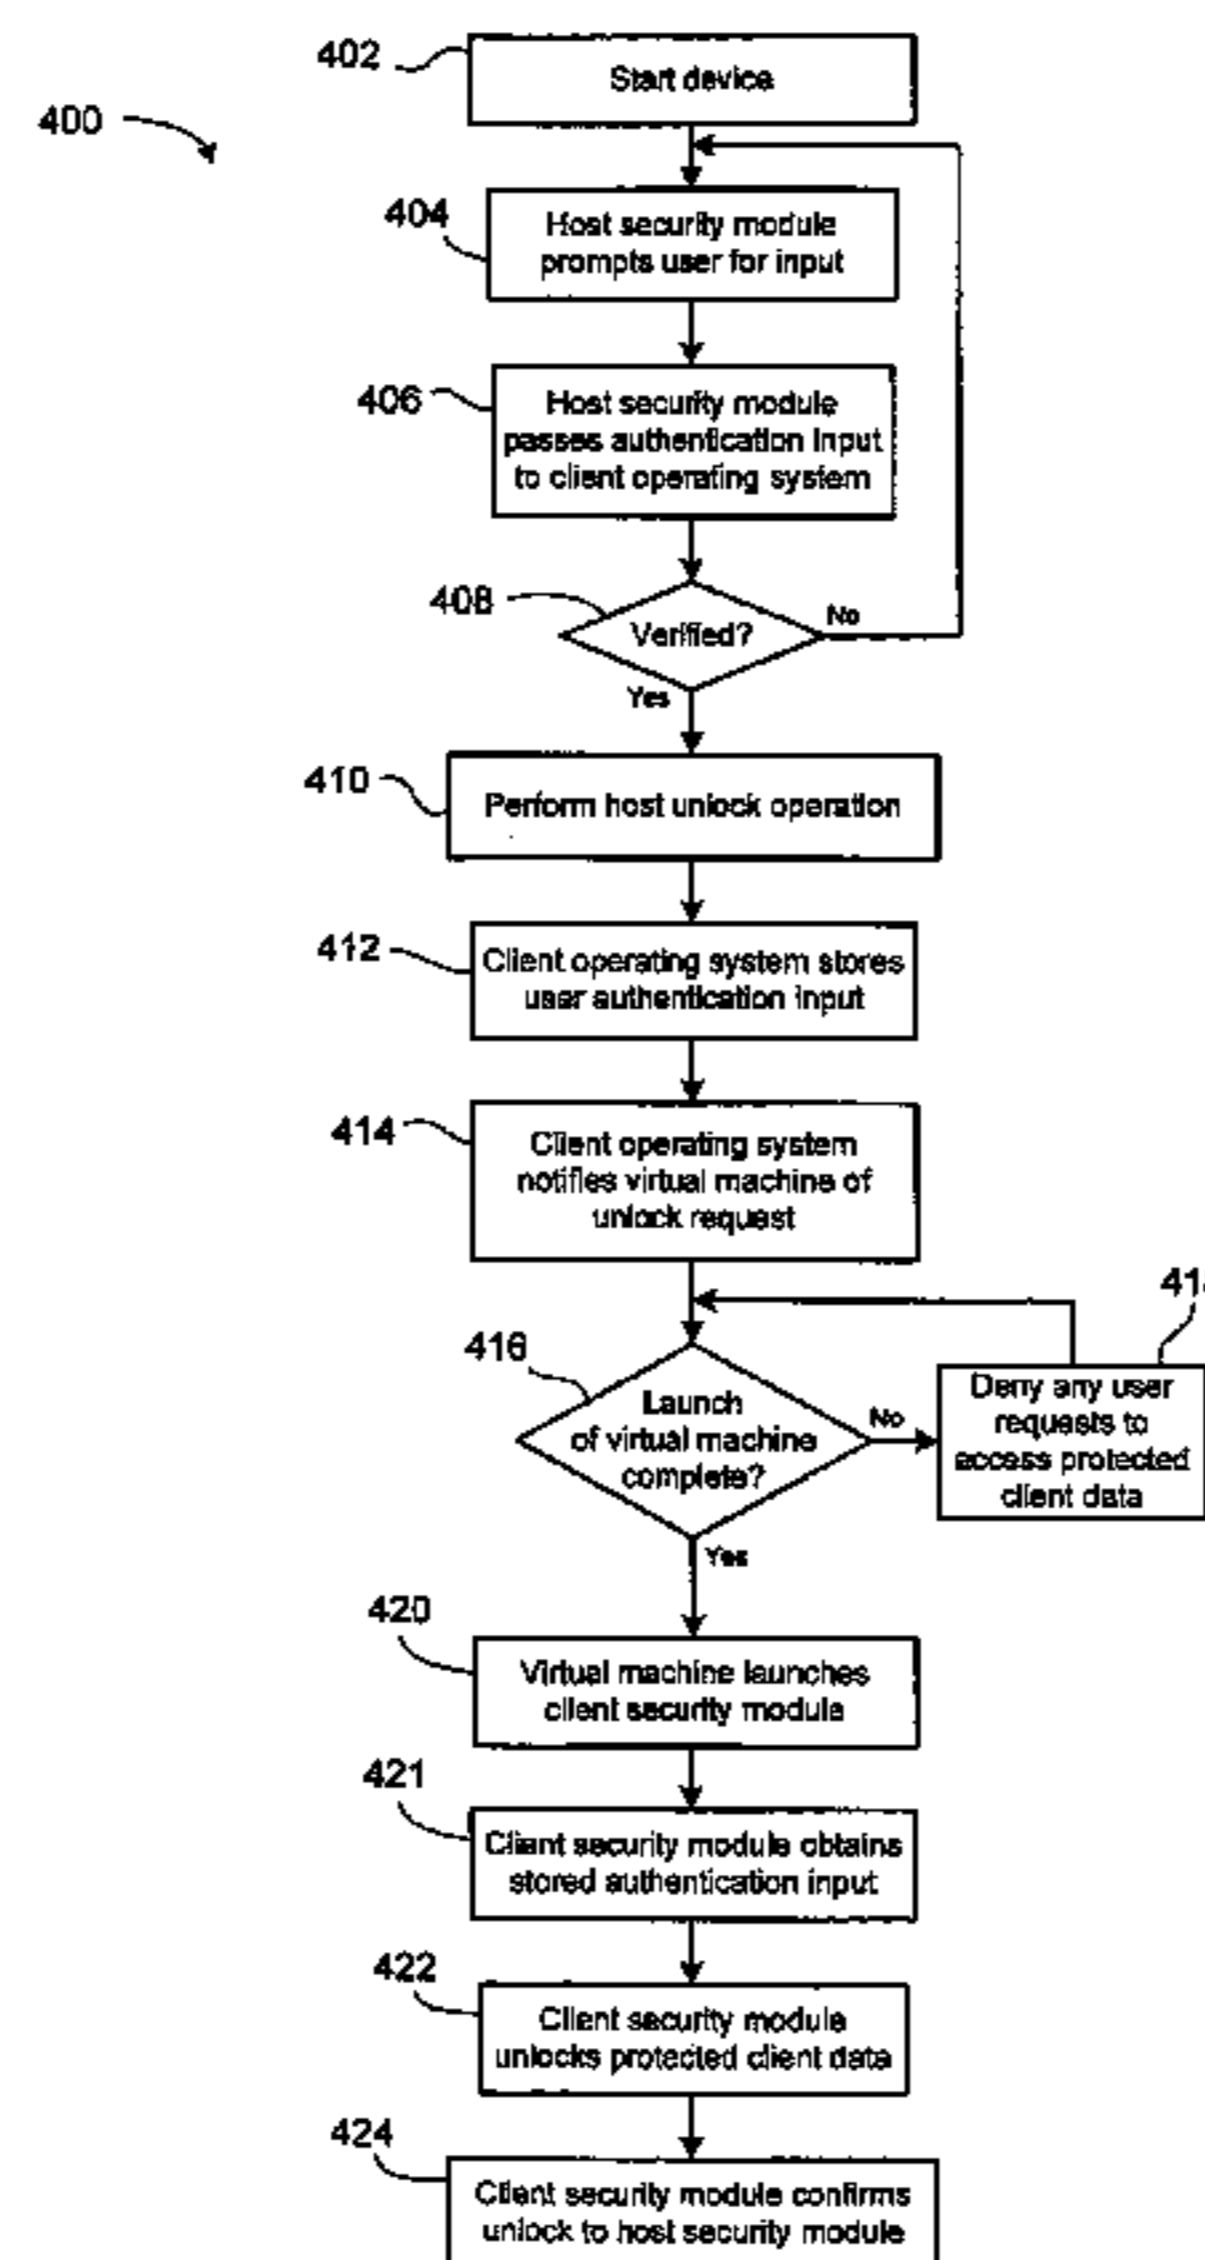 402
Start device
400
404
Host security module
prompts user for input
406
Host security module
passes authentication input
to client operating system
408
Verified?
No
Yes
410
Perform host unlock operation
412
Client operating system stores
user authentication input
414
Client operating system
notifies virtual machine of
unlock request
416
Launch
of virtual machine
complete?
No
Deny any user
requests to
access protected
client data
Yes
420
Virtual machine launches
client security module
421
Client security module obtains
stored authentication input
422
Client security module
unlocks protected client data
424
Client security module confirms
unlock to host security module